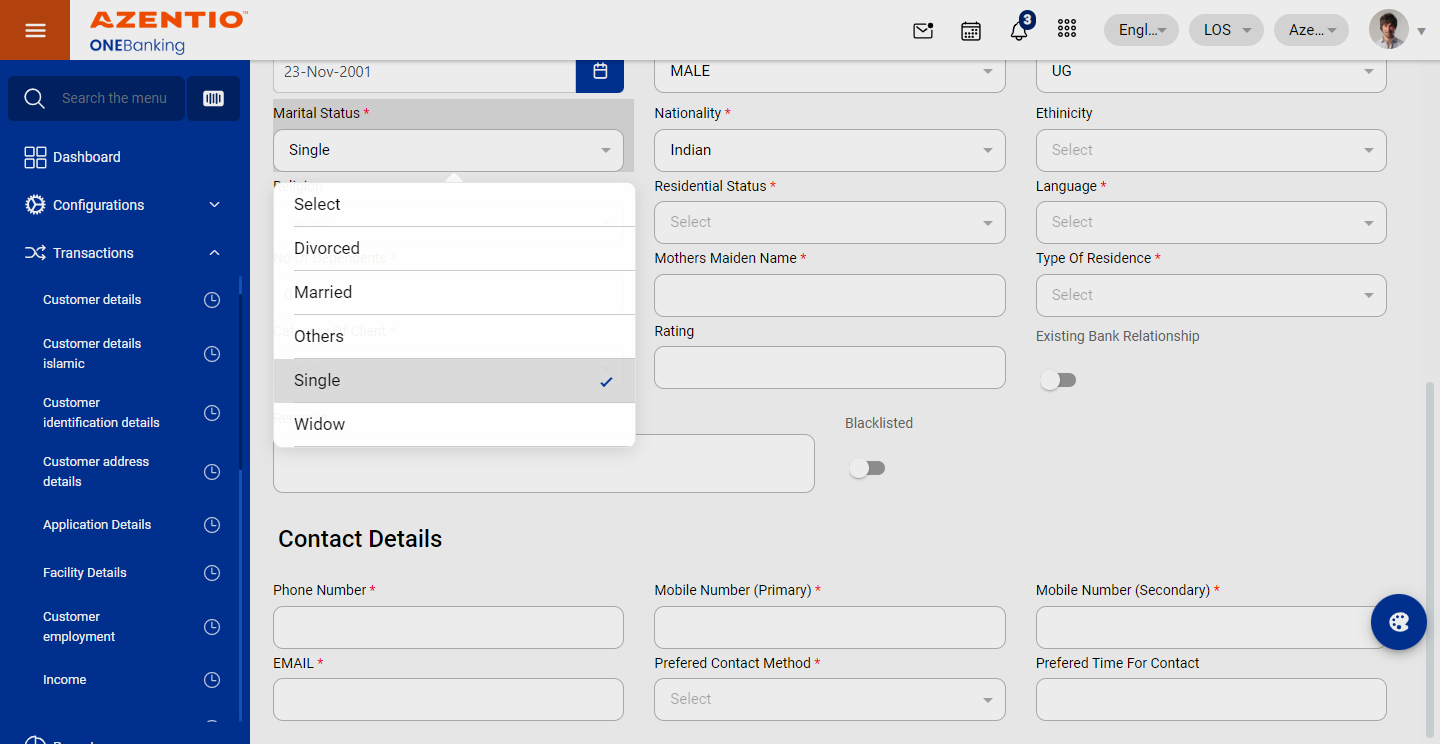 AZENTIO™
ONEBanking
3
Engl...
LOS
Aze...
Search the menu
Dashboard
Configurations
Transactions
Customer details
Customer details
islamic
Customer
identification details
Customer address
details
Application Details
Facility Details
Customer
employment
Income
23-Nov-2001
MALE
UG
Marital Status *
Nationality *
Ethinicity
Single
Indian
Select
Residential Status *
Language *
Select
Select
Select
Divorced
Married
Others
Single
Widow
Mothers Maiden Name *
Type Of Residence *
Select
Rating
Existing Bank Relationship
Blacklisted
Contact Details
Phone Number *
Mobile Number (Primary) *
Mobile Number (Secondary) *
EMAIL *
Prefered Contact Method *
Prefered Time For Contact
Select